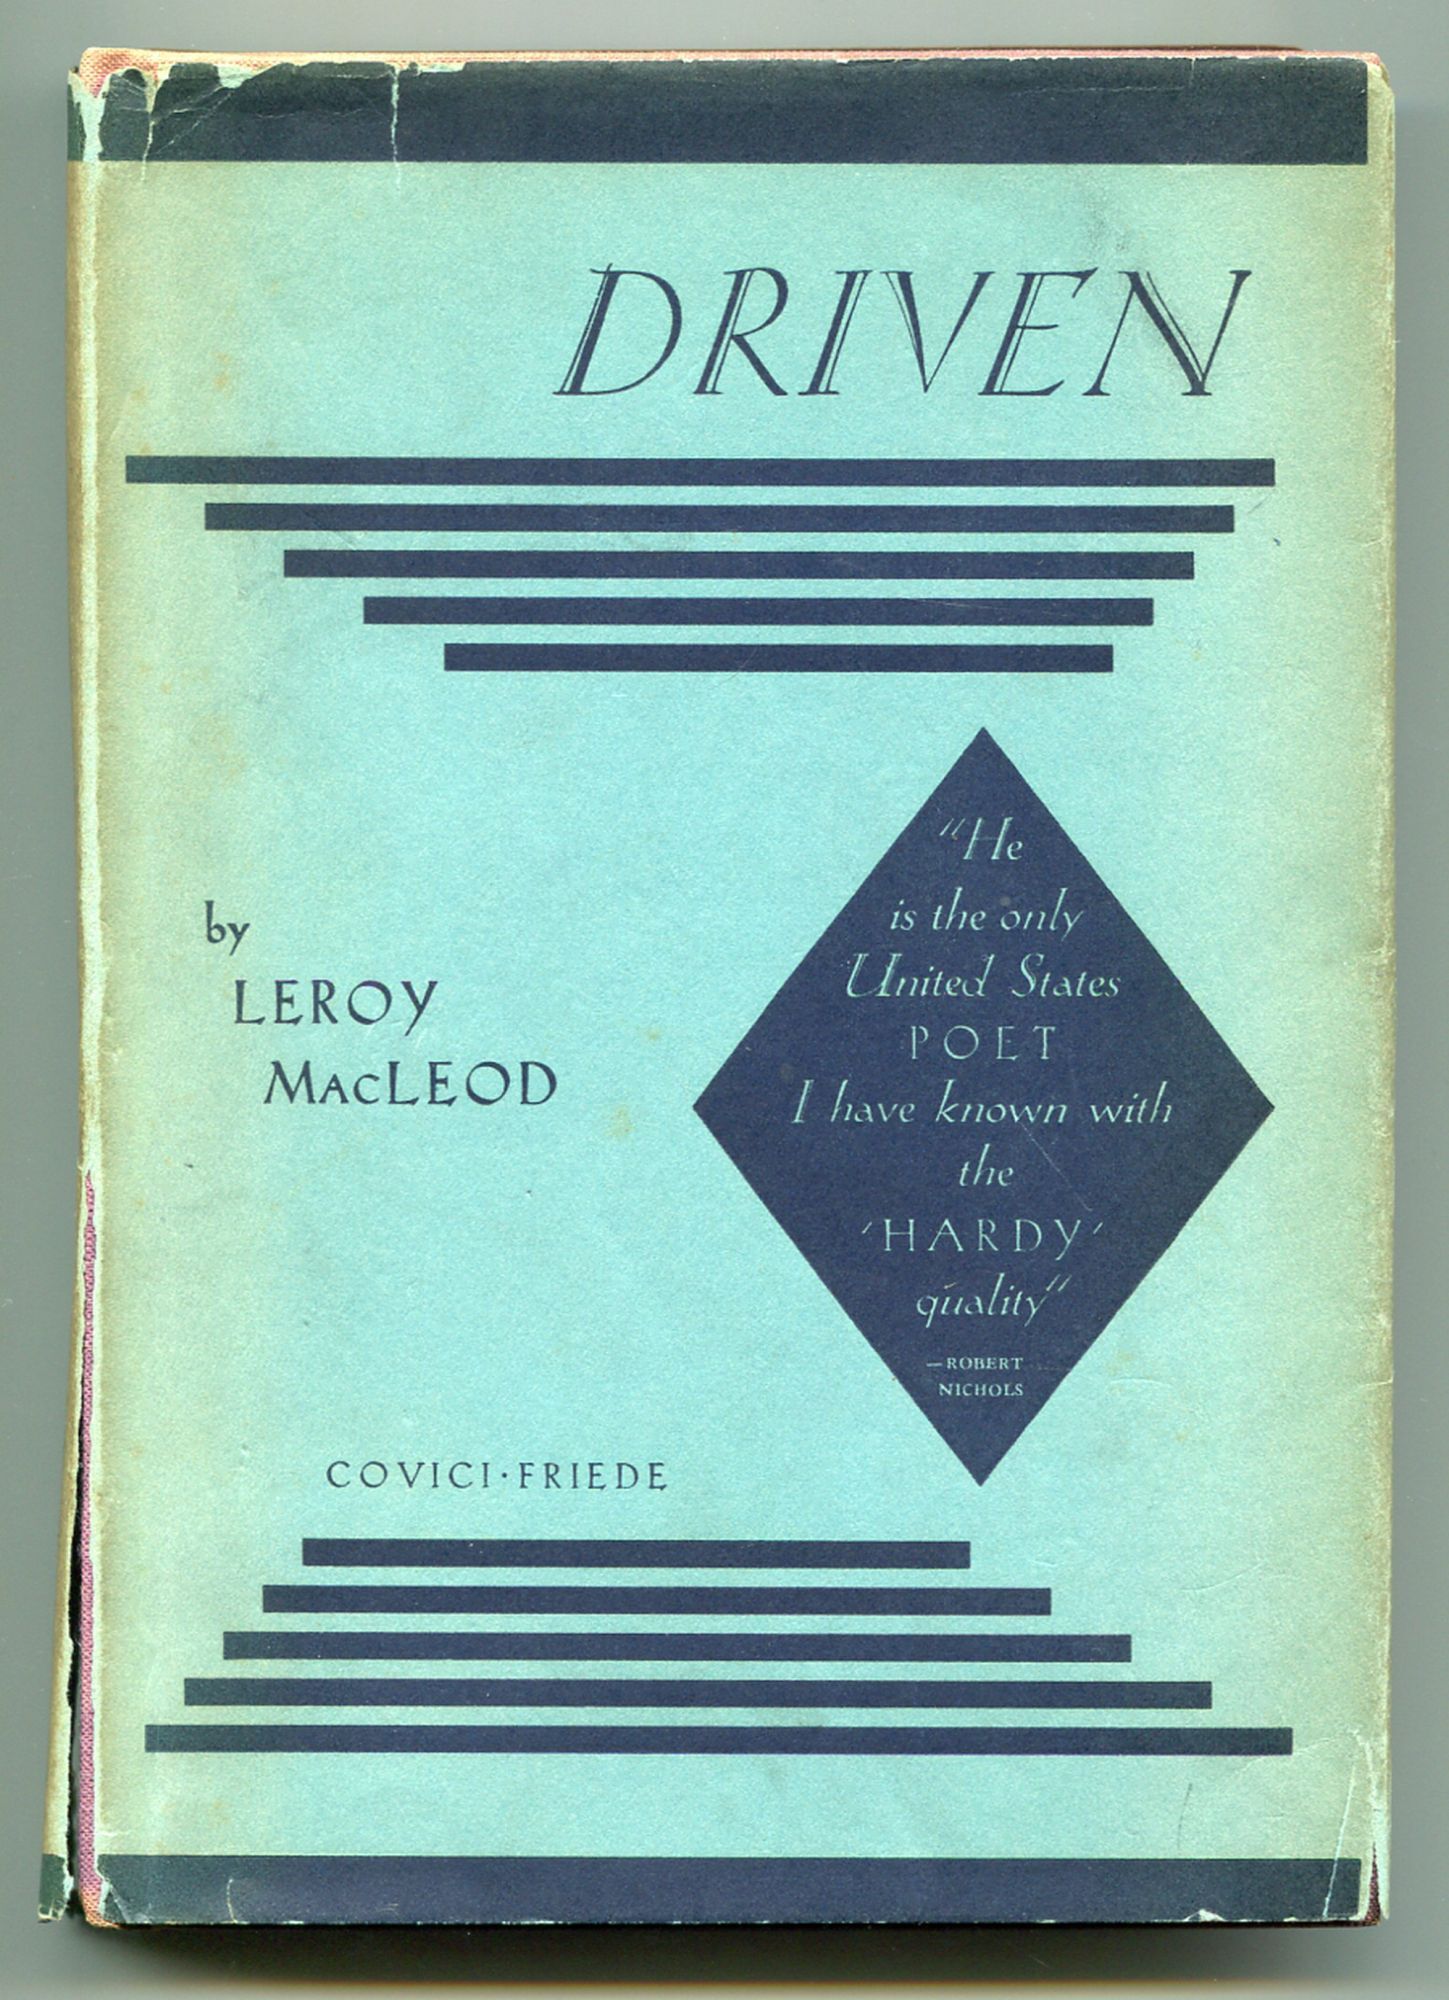 DRIVEN
by
LEROY
MACLEOD
"He
is the only
United States
POET
I have known with
the
'HARDY'
quality"
—ROBERT
NICHOLS
COVICI·FRIEDE